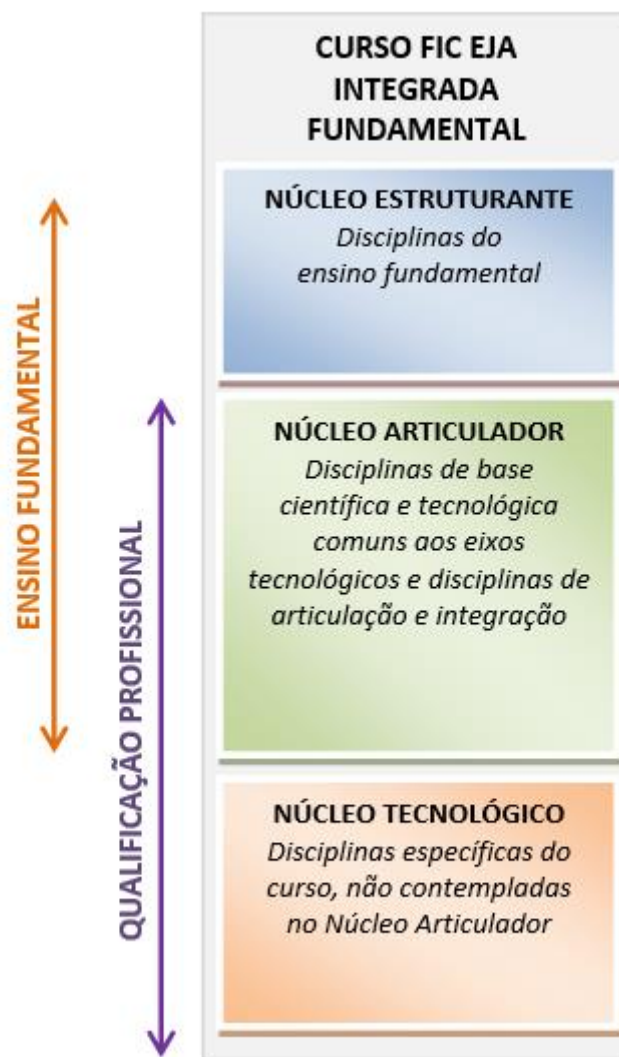 CURSO FIC EJA
INTEGRADA
FUNDAMENTAL
NÚCLEO ESTRUTURANTE
Disciplinas do
ensino fundamental
NÚCLEO ARTICULADOR
Disciplinas de base
científica e tecnológica
comuns aos eixos
tecnológicos e disciplinas de
articulação e integração
NÚCLEO TECNOLÓGICO
Disciplinas específicas do
curso, não contempladas
no Núcleo Articulador
ENSINO FUNDAMENTAL
QUALIFICAÇÃO PROFISSIONAL